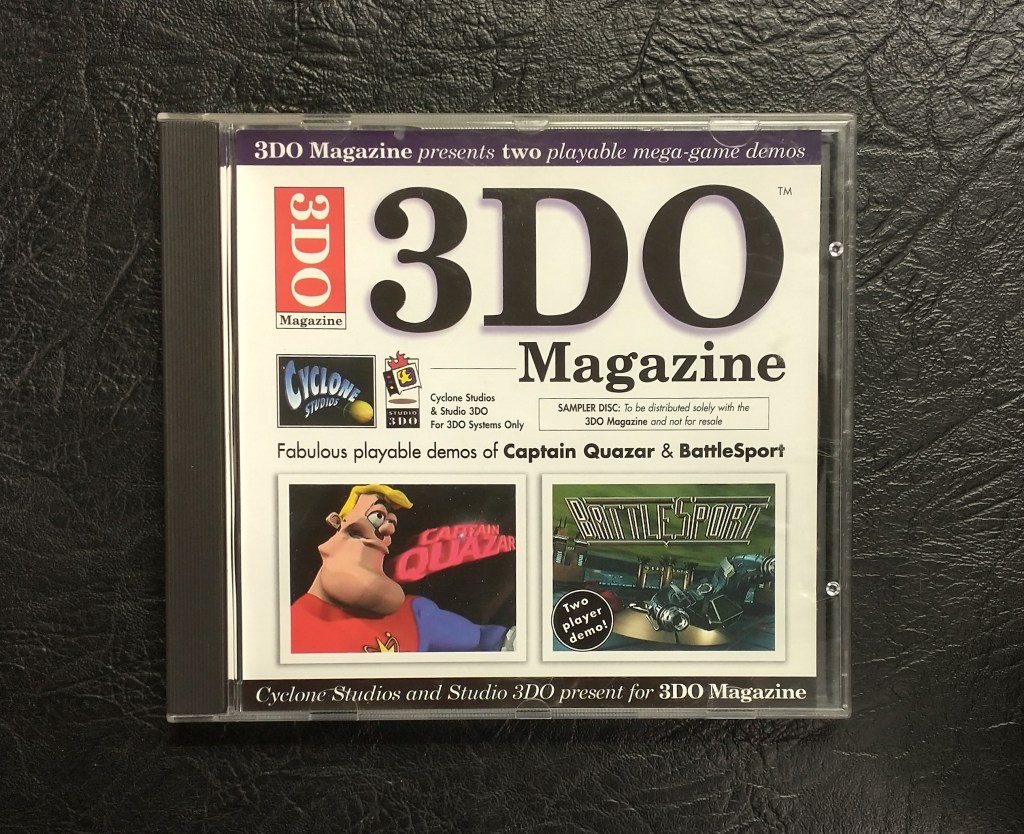 3DO Magazine presents two playable mega-game demos
3DO
Magazine
3DO™
Magazine
CYCLONE
STUDIOS
STUDIO
3DO
Cyclone Studios
& Studio 3DO
For 3DO Systems Only
SAMPLER DISC: To be distributed solely with the
3DO Magazine and not for resale
Fabulous playable demos of Captain Quazar & BattleSport
CAPTAIN
QUAZAR
BATTLESPORT
Two
player
demo!
Cyclone Studios and Studio 3DO present for 3DO Magazine